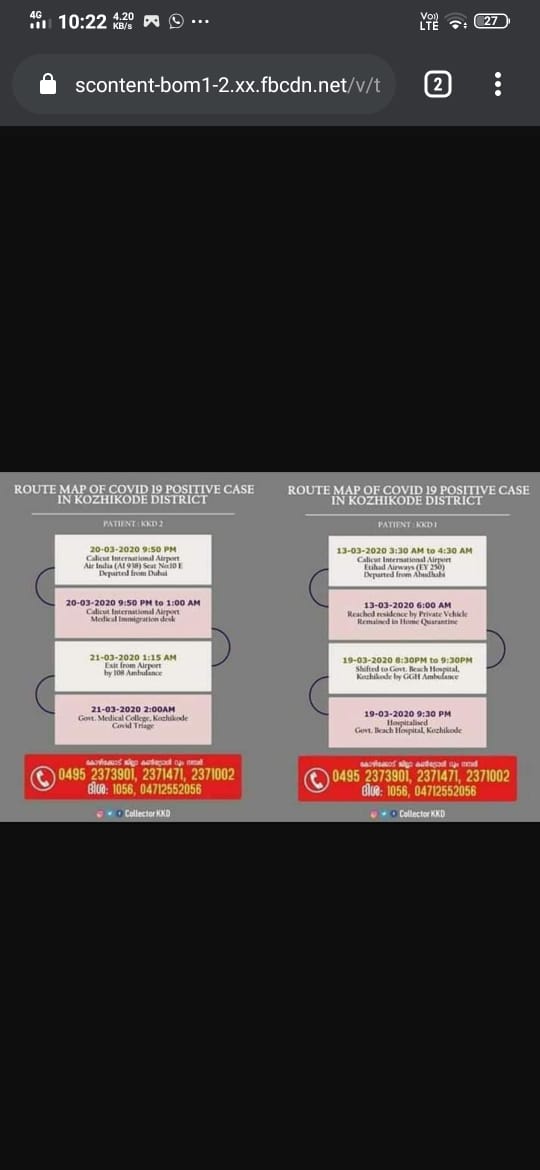 4G 10:22 4.20 KB/s ... Vo)) LTE 27
scontent-bom1-2.xx.fbcdn.net/v/t
2
ROUTE MAP OF COVID 19 POSITIVE CASE
IN KOZHIKODE DISTRICT
PATIENT : KKD 2
20-03-2020 9:50 PM
Calicut International Airport
Air India (AI 938) Seat No:10 E
Departed from Dubai
20-03-2020 9:50 PM to 1:00 AM
Calicut International Airport
Medical Immigration desk
21-03-2020 1:15 AM
Exit from Airport
by 108 Ambulance
21-03-2020 2:00AM
Govt. Medical College, Kozhikode
Covid Triage
കോഴിക്കോട് ജില്ലാ കൺട്രോൾ റൂം നമ്പർ
0495 2373901, 2371471, 2371002
ദിശ: 1056, 04712552056
CollectorKKD
ROUTE MAP OF COVID 19 POSITIVE CASE
IN KOZHIKODE DISTRICT
PATIENT : KKD 1
13-03-2020 3:30 AM to 4:30 AM
Calicut International Airport
Etihad Airways (EY 250)
Departed from Abudhabi
13-03-2020 6:00 AM
Reached residence by Private Vehicle
Remained in Home Quarantine
19-03-2020 8:30PM to 9:30PM
Shifted to Govt. Beach Hospital,
Kozhikode by GGH Ambulance
19-03-2020 9:30 PM
Hospitalised
Govt. Beach Hospital, Kozhikode
കോഴിക്കോട് ജില്ലാ കൺട്രോൾ റൂം നമ്പർ
0495 2373901, 2371471, 2371002
ദിശ: 1056, 04712552056
CollectorKKD